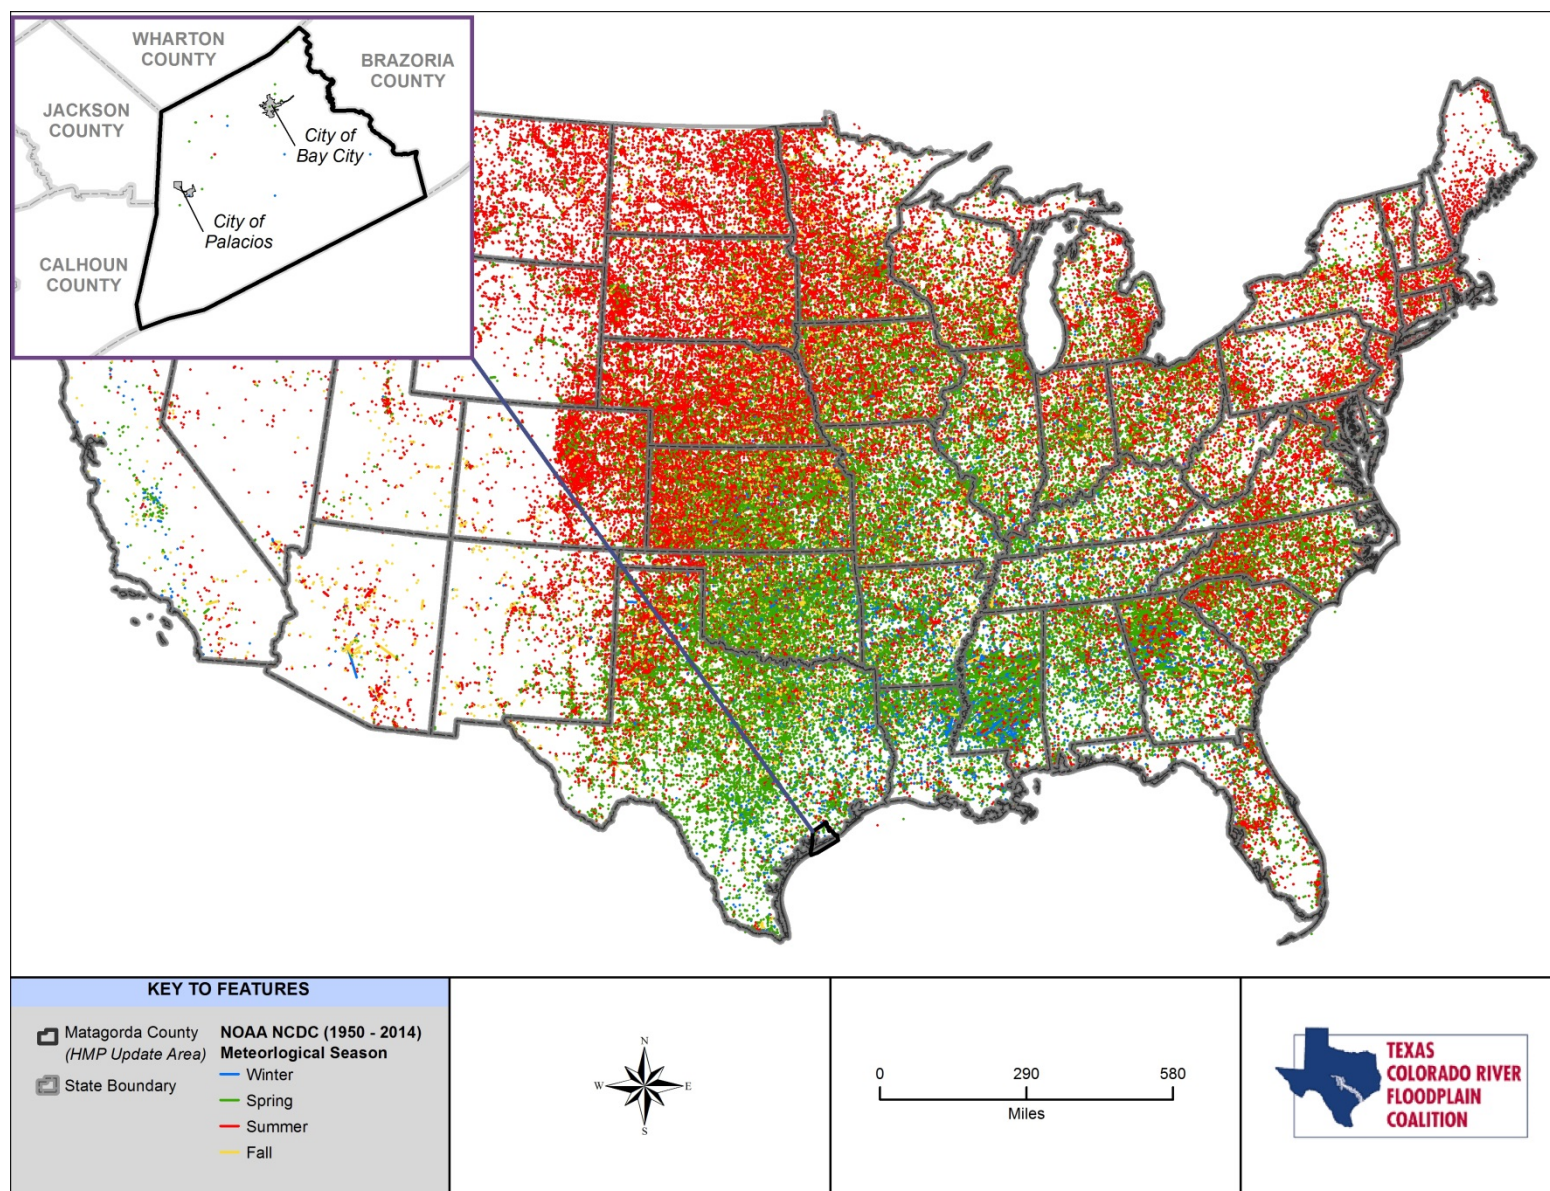 WHARTON
COUNTY
BRAZORIA
COUNTY
JACKSON
COUNTY
City of
Bay City
City of
Palacios
CALHOUN
COUNTY
KEY TO FEATURES
Matagorda County
(HMP Update Area)
State Boundary
NOAA NCDC (1950 - 2014)
Meteorlogical Season
Winter
Spring
Summer
Fall
N
W
E
S
0 290 580
Miles
TEXAS
COLORADO RIVER
FLOODPLAIN
COALITION